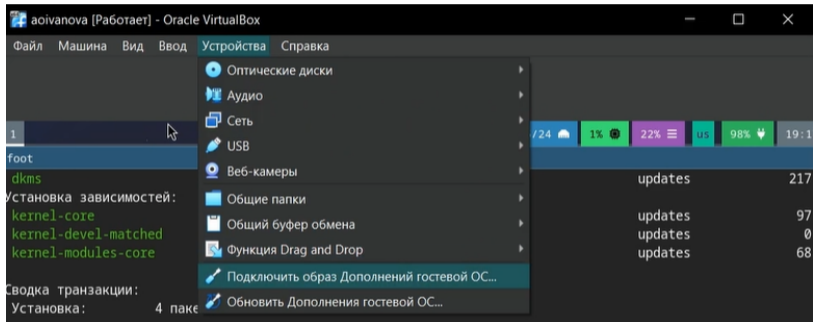 aoivanova [Работает] - Oracle VirtualBox
Файл Машина Вид Ввод Устройства Справка
Оптические диски
Аудио
Сеть
USB
Веб-камеры
Общие папки
Общий буфер обмена
Функция Drag and Drop
Подключить образ Дополнений гостевой ОС...
Обновить Дополнения гостевой ОС...
1 /24 1% 22% us 98% 19:1
foot
dkms updates 217
Установка зависимостей:
kernel-core updates 97
kernel-devel-matched updates 0
kernel-modules-core updates 68
Сводка транзакции:
Установка: 4 паке